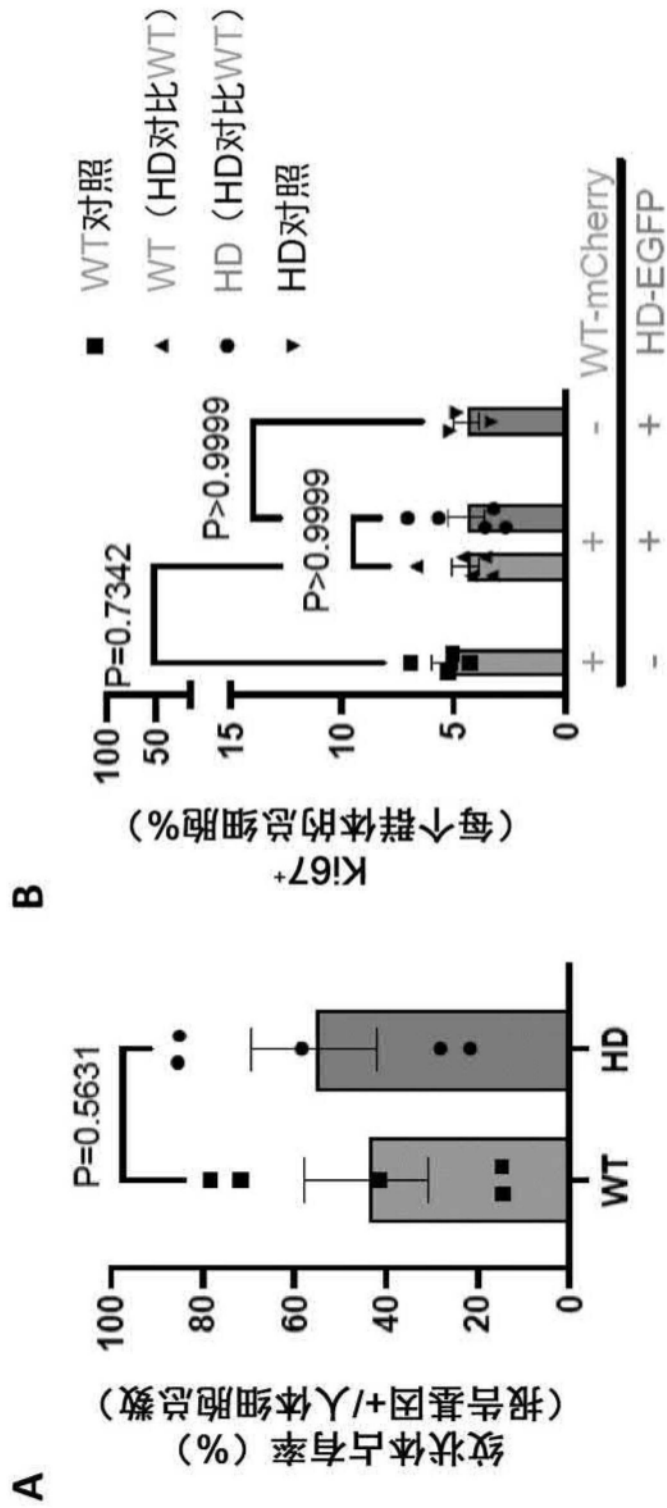 A
纹状体占有率（%）
（报告基因+/人体细胞总数）
100
80
60
40
20
0
P=0.5631
WT
HD
B
Ki67⁺
（每个群体的总细胞%）
100
50
15
10
5
0
P=0.7342
P>0.9999
P>0.9999
WT对照
WT（HD对比WT）
HD（HD对比WT）
HD对照
+ + - WT-mCherry
- + + HD-EGFP